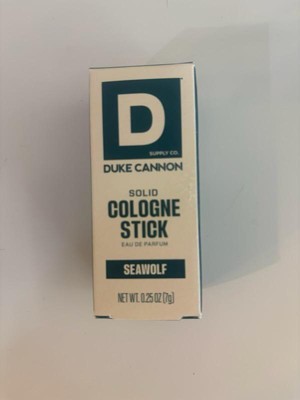 D
SUPPLY CO.
DUKE CANNON
SOLID
COLOGNE
STICK
EAU DE PARFUM
SEAWOLF
NET WT. 0.25 OZ (7g)